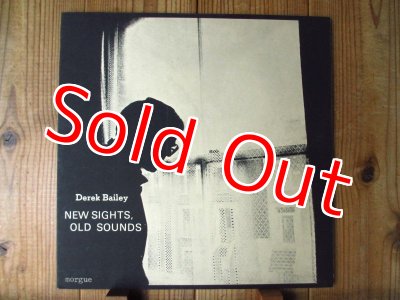 Sold Out
Derek Bailey
NEW SIGHTS,
OLD SOUNDS
morgue